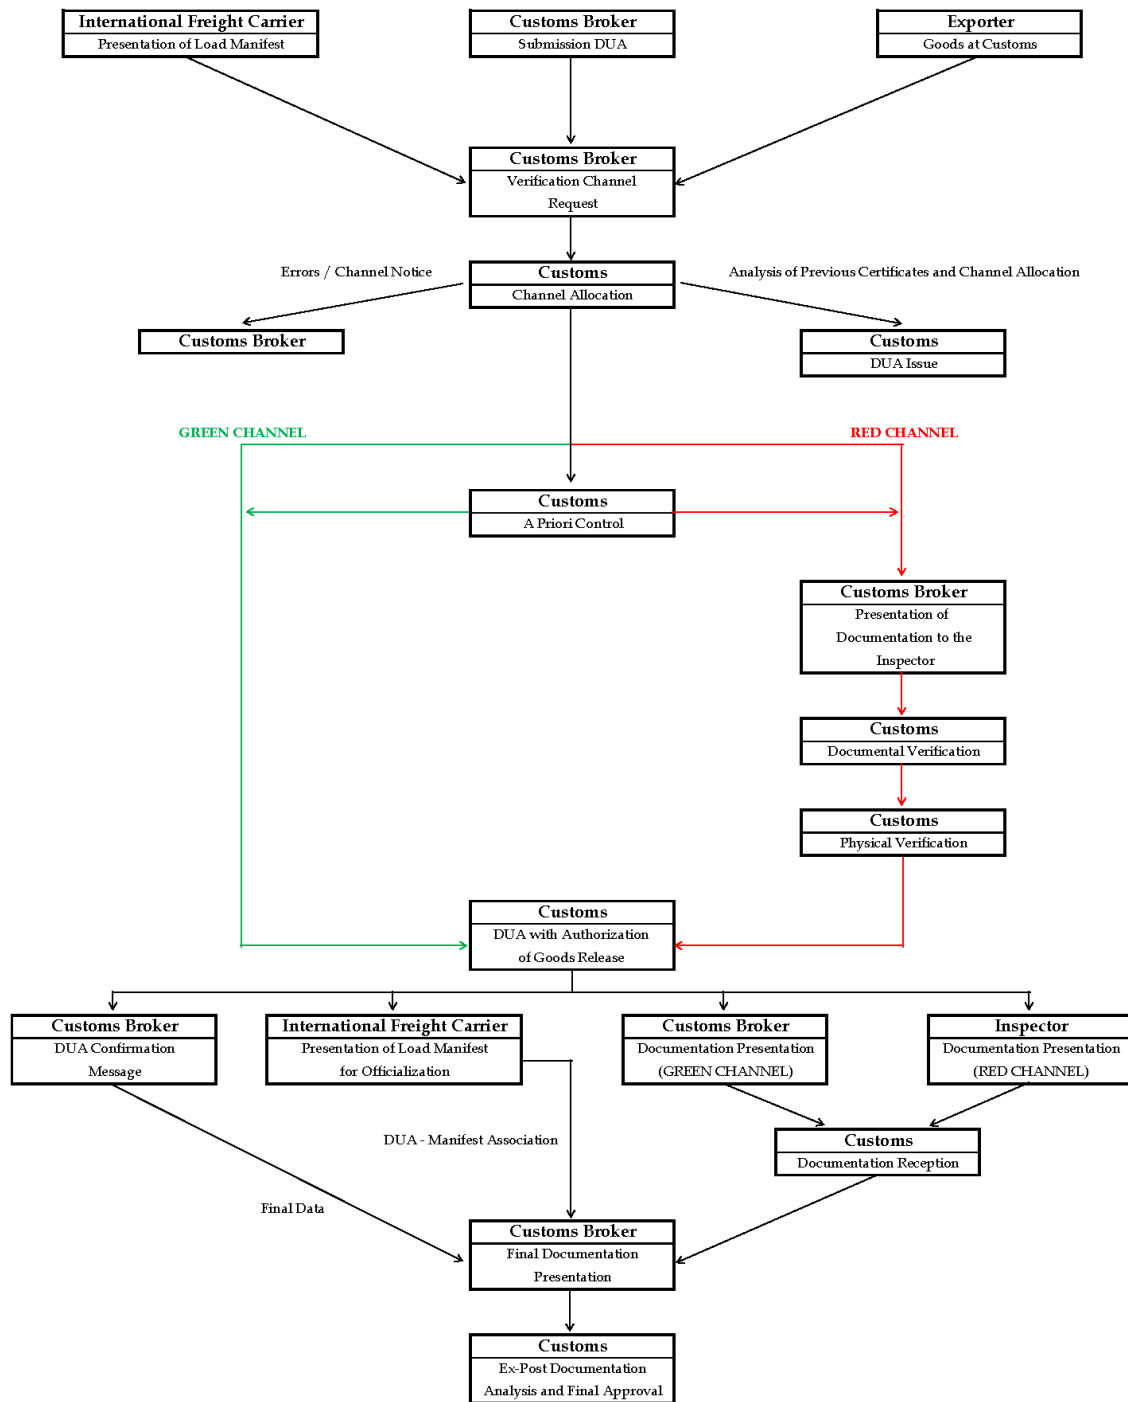 International Freight Carrier
Presentation of Load Manifest
Customs Broker
Submission DUA
Exporter
Goods at Customs
Customs Broker
Verification Channel
Request
Errors / Channel Notice
Customs
Channel Allocation
Analysis of Previous Certificates and Channel Allocation
Customs Broker
Customs
DUA Issue
GREEN CHANNEL
RED CHANNEL
Customs
A Priori Control
Customs Broker
Presentation of
Documentation to the
Inspector
Customs
Documental Verification
Customs
Physical Verification
Customs
DUA with Authorization
of Goods Release
Customs Broker
DUA Confirmation
Message
International Freight Carrier
Presentation of Load Manifest
for Officialization
Customs Broker
Documentation Presentation
(GREEN CHANNEL)
Inspector
Documentation Presentation
(RED CHANNEL)
DUA - Manifest Association
Customs
Documentation Reception
Final Data
Customs Broker
Final Documentation
Presentation
Customs
Ex-Post Documentation
Analysis and Final Approval